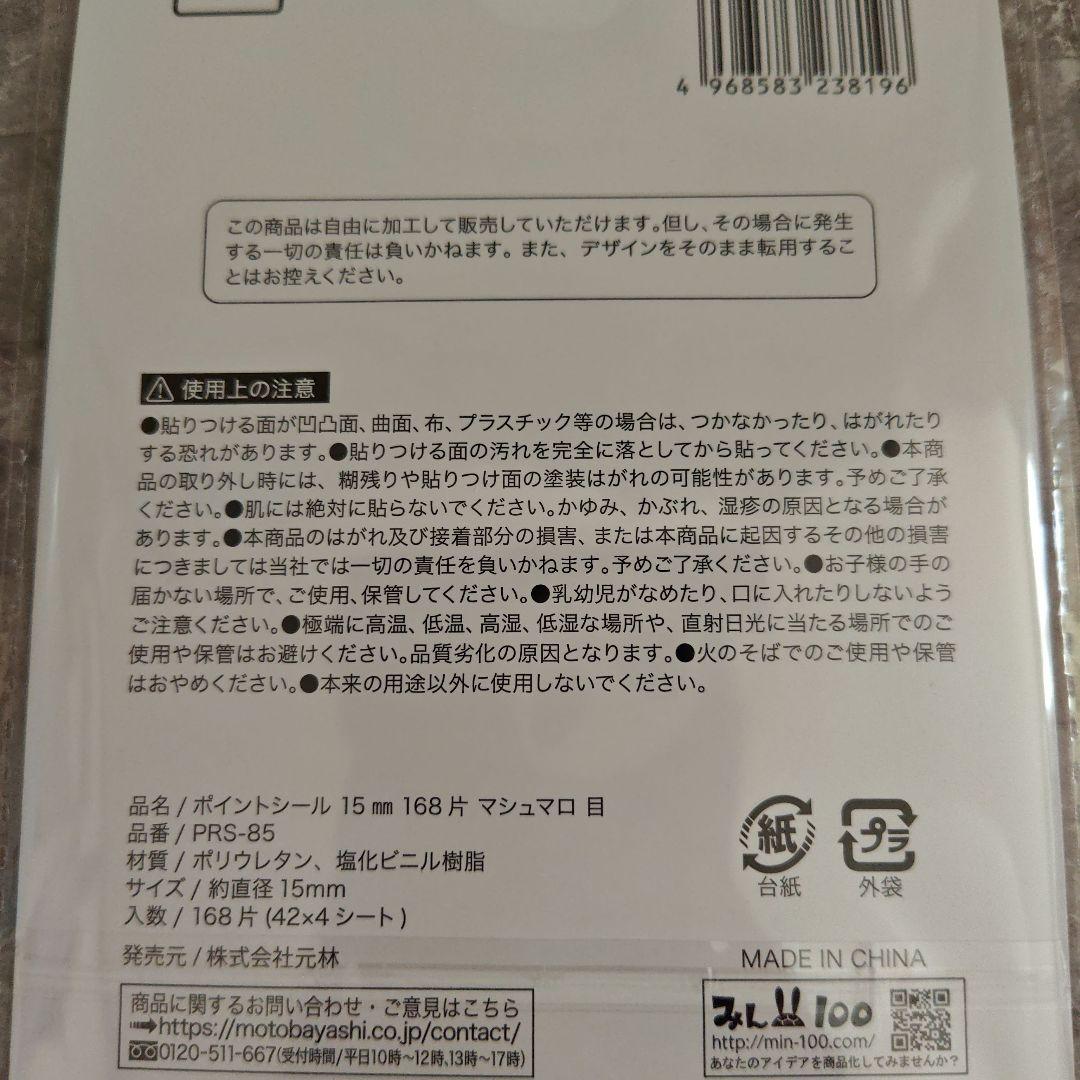 4 968583 238196
この商品は自由に加工して販売していただけます。但し、その場合に発生
する一切の責任は負いかねます。また、デザインをそのまま転用するこ
とはお控えください。
使用上の注意
●貼りつける面が凹凸面、曲面、布、プラスチック等の場合は、つかなかったり、はがれたり
する恐れがあります。●貼りつける面の汚れを完全に落としてから貼ってください。●本商
品の取り外し時には、糊残りや貼りつけ面の塗装はがれの可能性があります。予めご了承
ください。●肌には絶対に貼らないでください。かゆみ、かぶれ、湿疹の原因となる場合が
あります。●本商品のはがれ及び接着部分の損害、または本商品に起因するその他の損害
につきましては当社では一切の責任を負いかねます。予めご了承ください。●お子様の手の
届かない場所で、ご使用、保管してください。●乳幼児がなめたり、口に入れたりしないよう
ご注意ください。●極端に高温、低温、高湿、低湿な場所や、直射日光に当たる場所でのご
使用や保管はお避けください。品質劣化の原因となります。●火のそばでのご使用や保管
はおやめください。●本来の用途以外に使用しないでください。
品名 / ポイントシール 15㎜ 168片 マシュマロ 目
品番 / PRS-85
材質 / ポリウレタン、塩化ビニル樹脂
サイズ / 約直径15mm
入数 / 168片 (42×4シート)
発売元 / 株式会社元林
紙
台紙
プラ
外袋
MADE IN CHINA
商品に関するお問い合わせ・ご意見はこちら
https://motobayashi.co.jp/contact/
0120-511-667(受付時間/平日10時～12時、13時～17時)
みん100
http://min-100.com/
あなたのアイデアを商品化してみませんか？